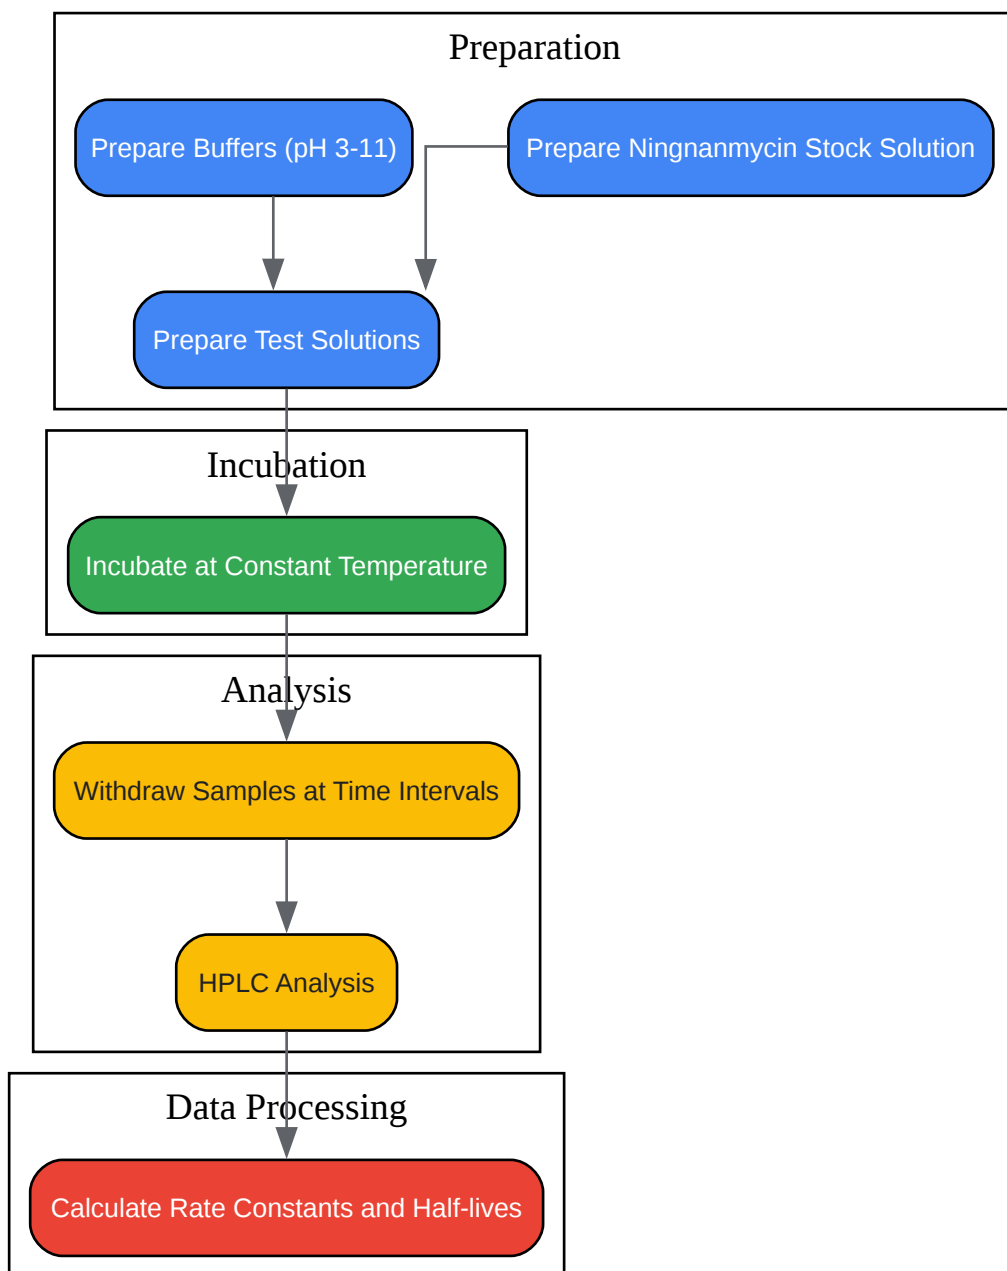 Preparation
Prepare Buffers (pH 3-11)
Prepare Ningnanmycin Stock Solution
Prepare Test Solutions
Incubation
Incubate at Constant Temperature
Analysis
Withdraw Samples at Time Intervals
HPLC Analysis
Data Processing
Calculate Rate Constants and Half-lives